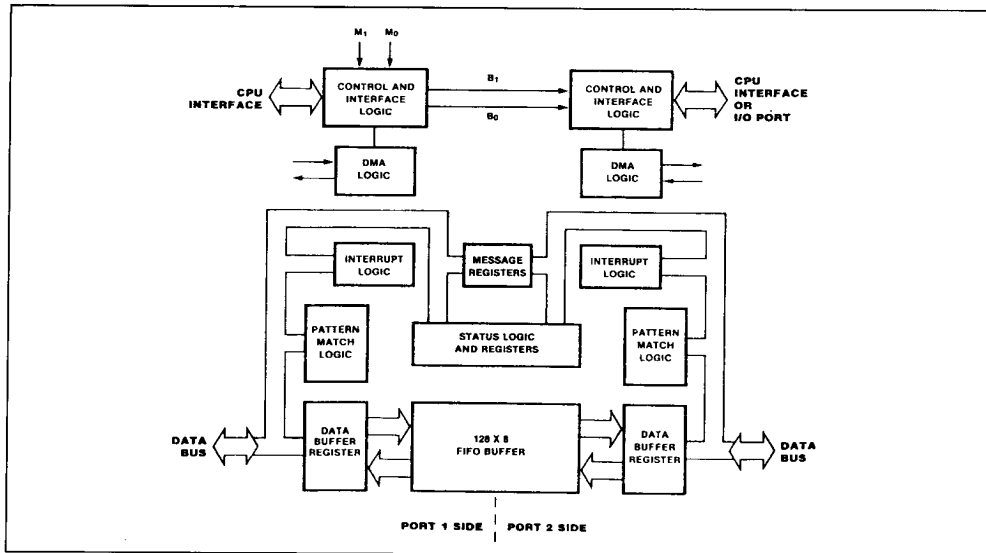 M1 M0
CPU
INTERFACE
CONTROL AND
INTERFACE
LOGIC
B1
B0
CONTROL AND
INTERFACE
LOGIC
CPU
INTERFACE
OR
I/O PORT
DMA
LOGIC
DMA
LOGIC
INTERRUPT
LOGIC
MESSAGE
REGISTERS
INTERRUPT
LOGIC
PATTERN
MATCH
LOGIC
STATUS LOGIC
AND REGISTERS
PATTERN
MATCH
LOGIC
DATA
BUS
DATA
BUFFER
REGISTER
128 X 8
FIFO BUFFER
DATA
BUFFER
REGISTER
DATA
BUS
PORT 1 SIDE
PORT 2 SIDE